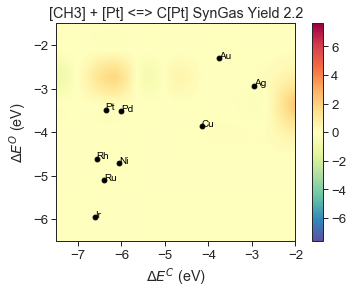 [CH3] + [Pt] <=> C[Pt] SynGas Yield 2.2
−2
−3
−4
−5
−6
ΔE^O (eV)
−7
−6
−5
−4
−3
−2
ΔE^C (eV)
Au
Ag
Pt
Pd
Cu
Rh
Ni
Ru
Ir
6
4
2
0
−2
−4
−6